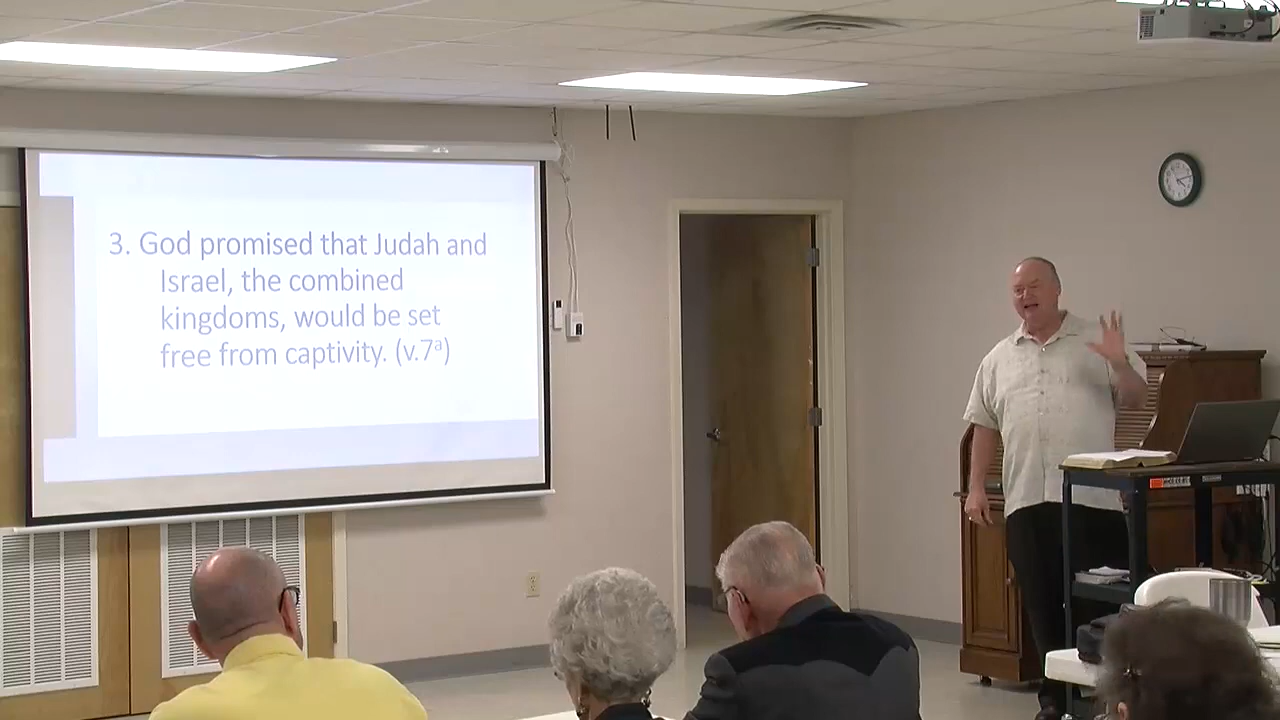 3. God promised that Judah and
Israel, the combined
kingdoms, would be set
free from captivity. (v.7ª)